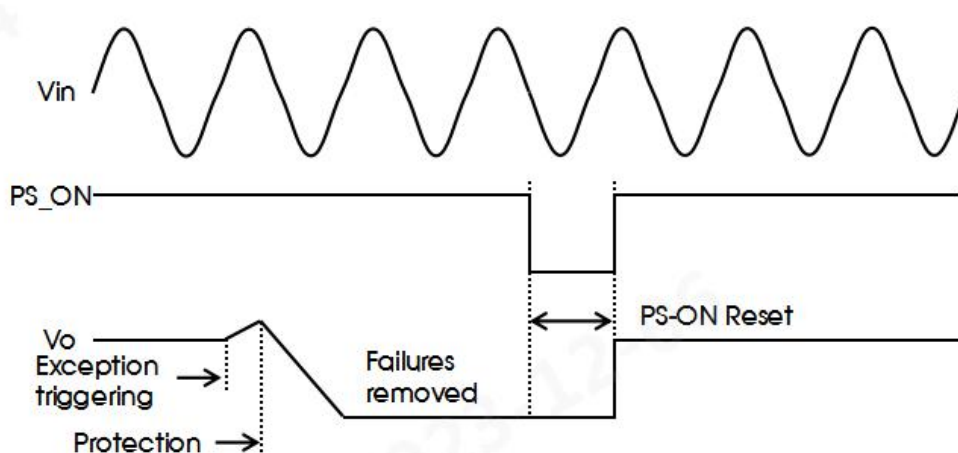 Vin
PS_ON
PS-ON Reset
Vo
Exception
triggering
Failures
removed
Protection